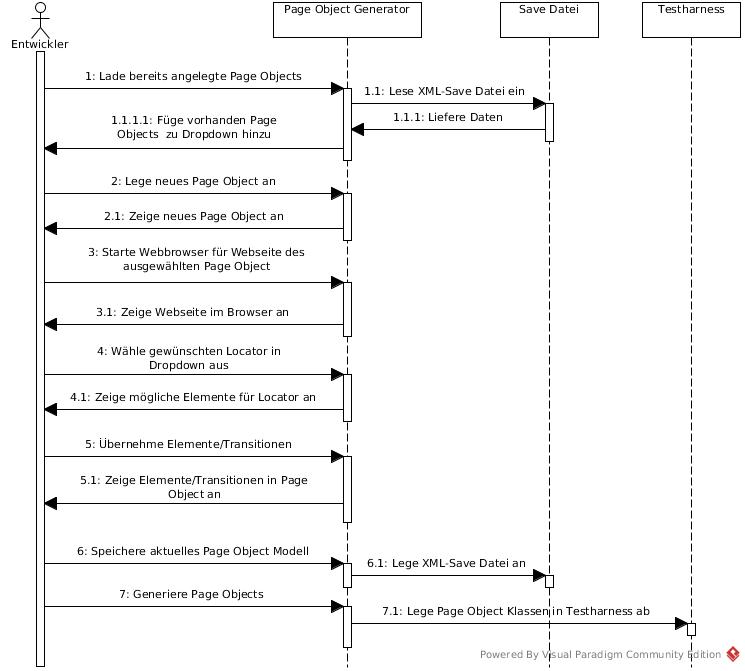 Page Object Generator
Save Datei
Testharness
Entwickler
1: Lade bereits angelegte Page Objects
1.1: Lese XML-Save Datei ein
1.1.1: Liefere Daten
1.1.1.1: Füge vorhanden Page
Objects zu Dropdown hinzu
2: Lege neues Page Object an
2.1: Zeige neues Page Object an
3: Starte Webbrowser für Webseite des
ausgewählten Page Object
3.1: Zeige Webseite im Browser an
4: Wähle gewünschten Locator in
Dropdown aus
4.1: Zeige mögliche Elemente für Locator an
5: Übernehme Elemente/Transitionen
5.1: Zeige Elemente/Transitionen in Page
Object an
6: Speichere aktuelles Page Object Modell
6.1: Lege XML-Save Datei an
7: Generiere Page Objects
7.1: Lege Page Object Klassen in Testharness ab
Powered By Visual Paradigm Community Edition